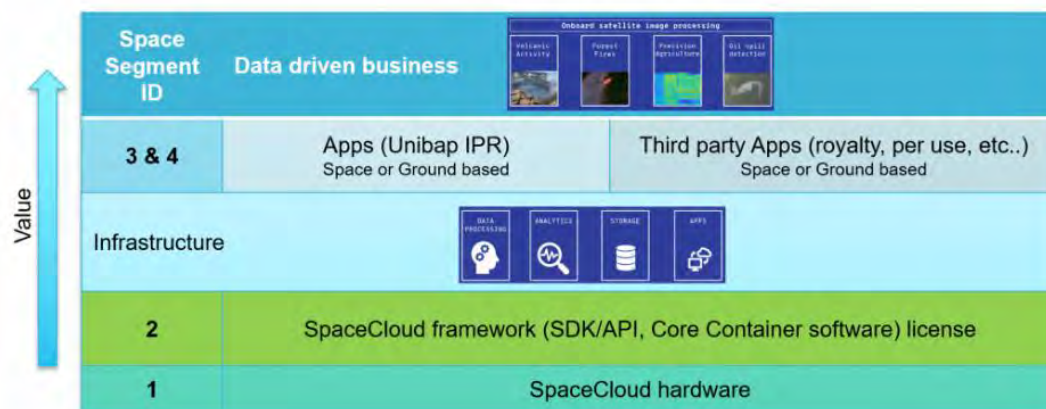 Space
Segment
ID
Data driven business
Onboard satellite image processing
Volcanic
Activity
Forest
Fires
Precision
Agriculture
Oil spill
detection
3 & 4
Apps (Unibap IPR)
Space or Ground based
Third party Apps (royalty, per use, etc..)
Space or Ground based
Value
Infrastructure
DATA
PROCESSING
ANALYTICS
STORAGE
APPS
2
SpaceCloud framework (SDK/API, Core Container software) license
1
SpaceCloud hardware